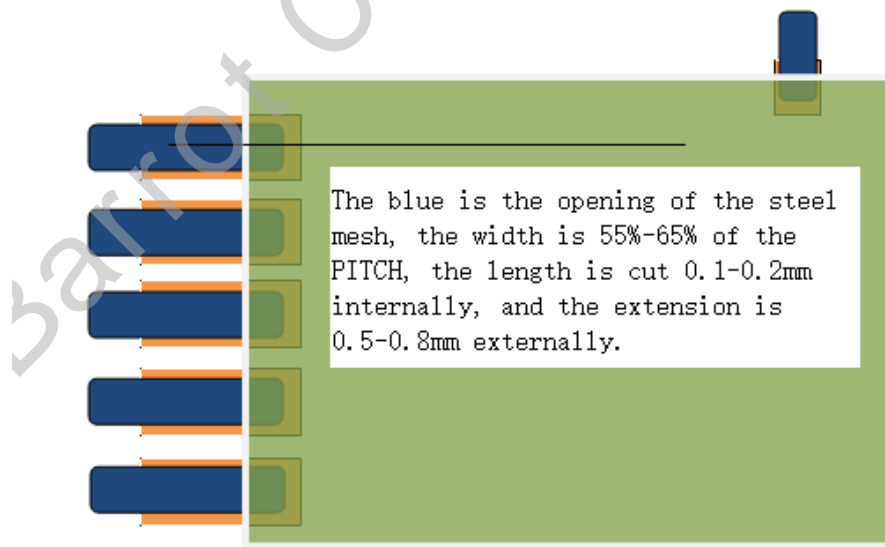 Barrot
The blue is the opening of the steel
mesh, the width is 55%-65% of the
PITCH, the length is cut 0.1-0.2mm
internally, and the extension is
0.5-0.8mm externally.